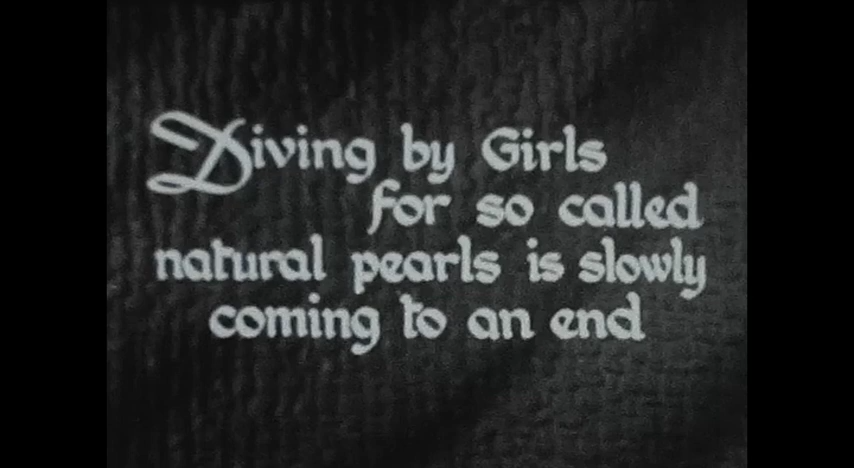 Diving by Girls
for so called
natural pearls is slowly
coming to an end